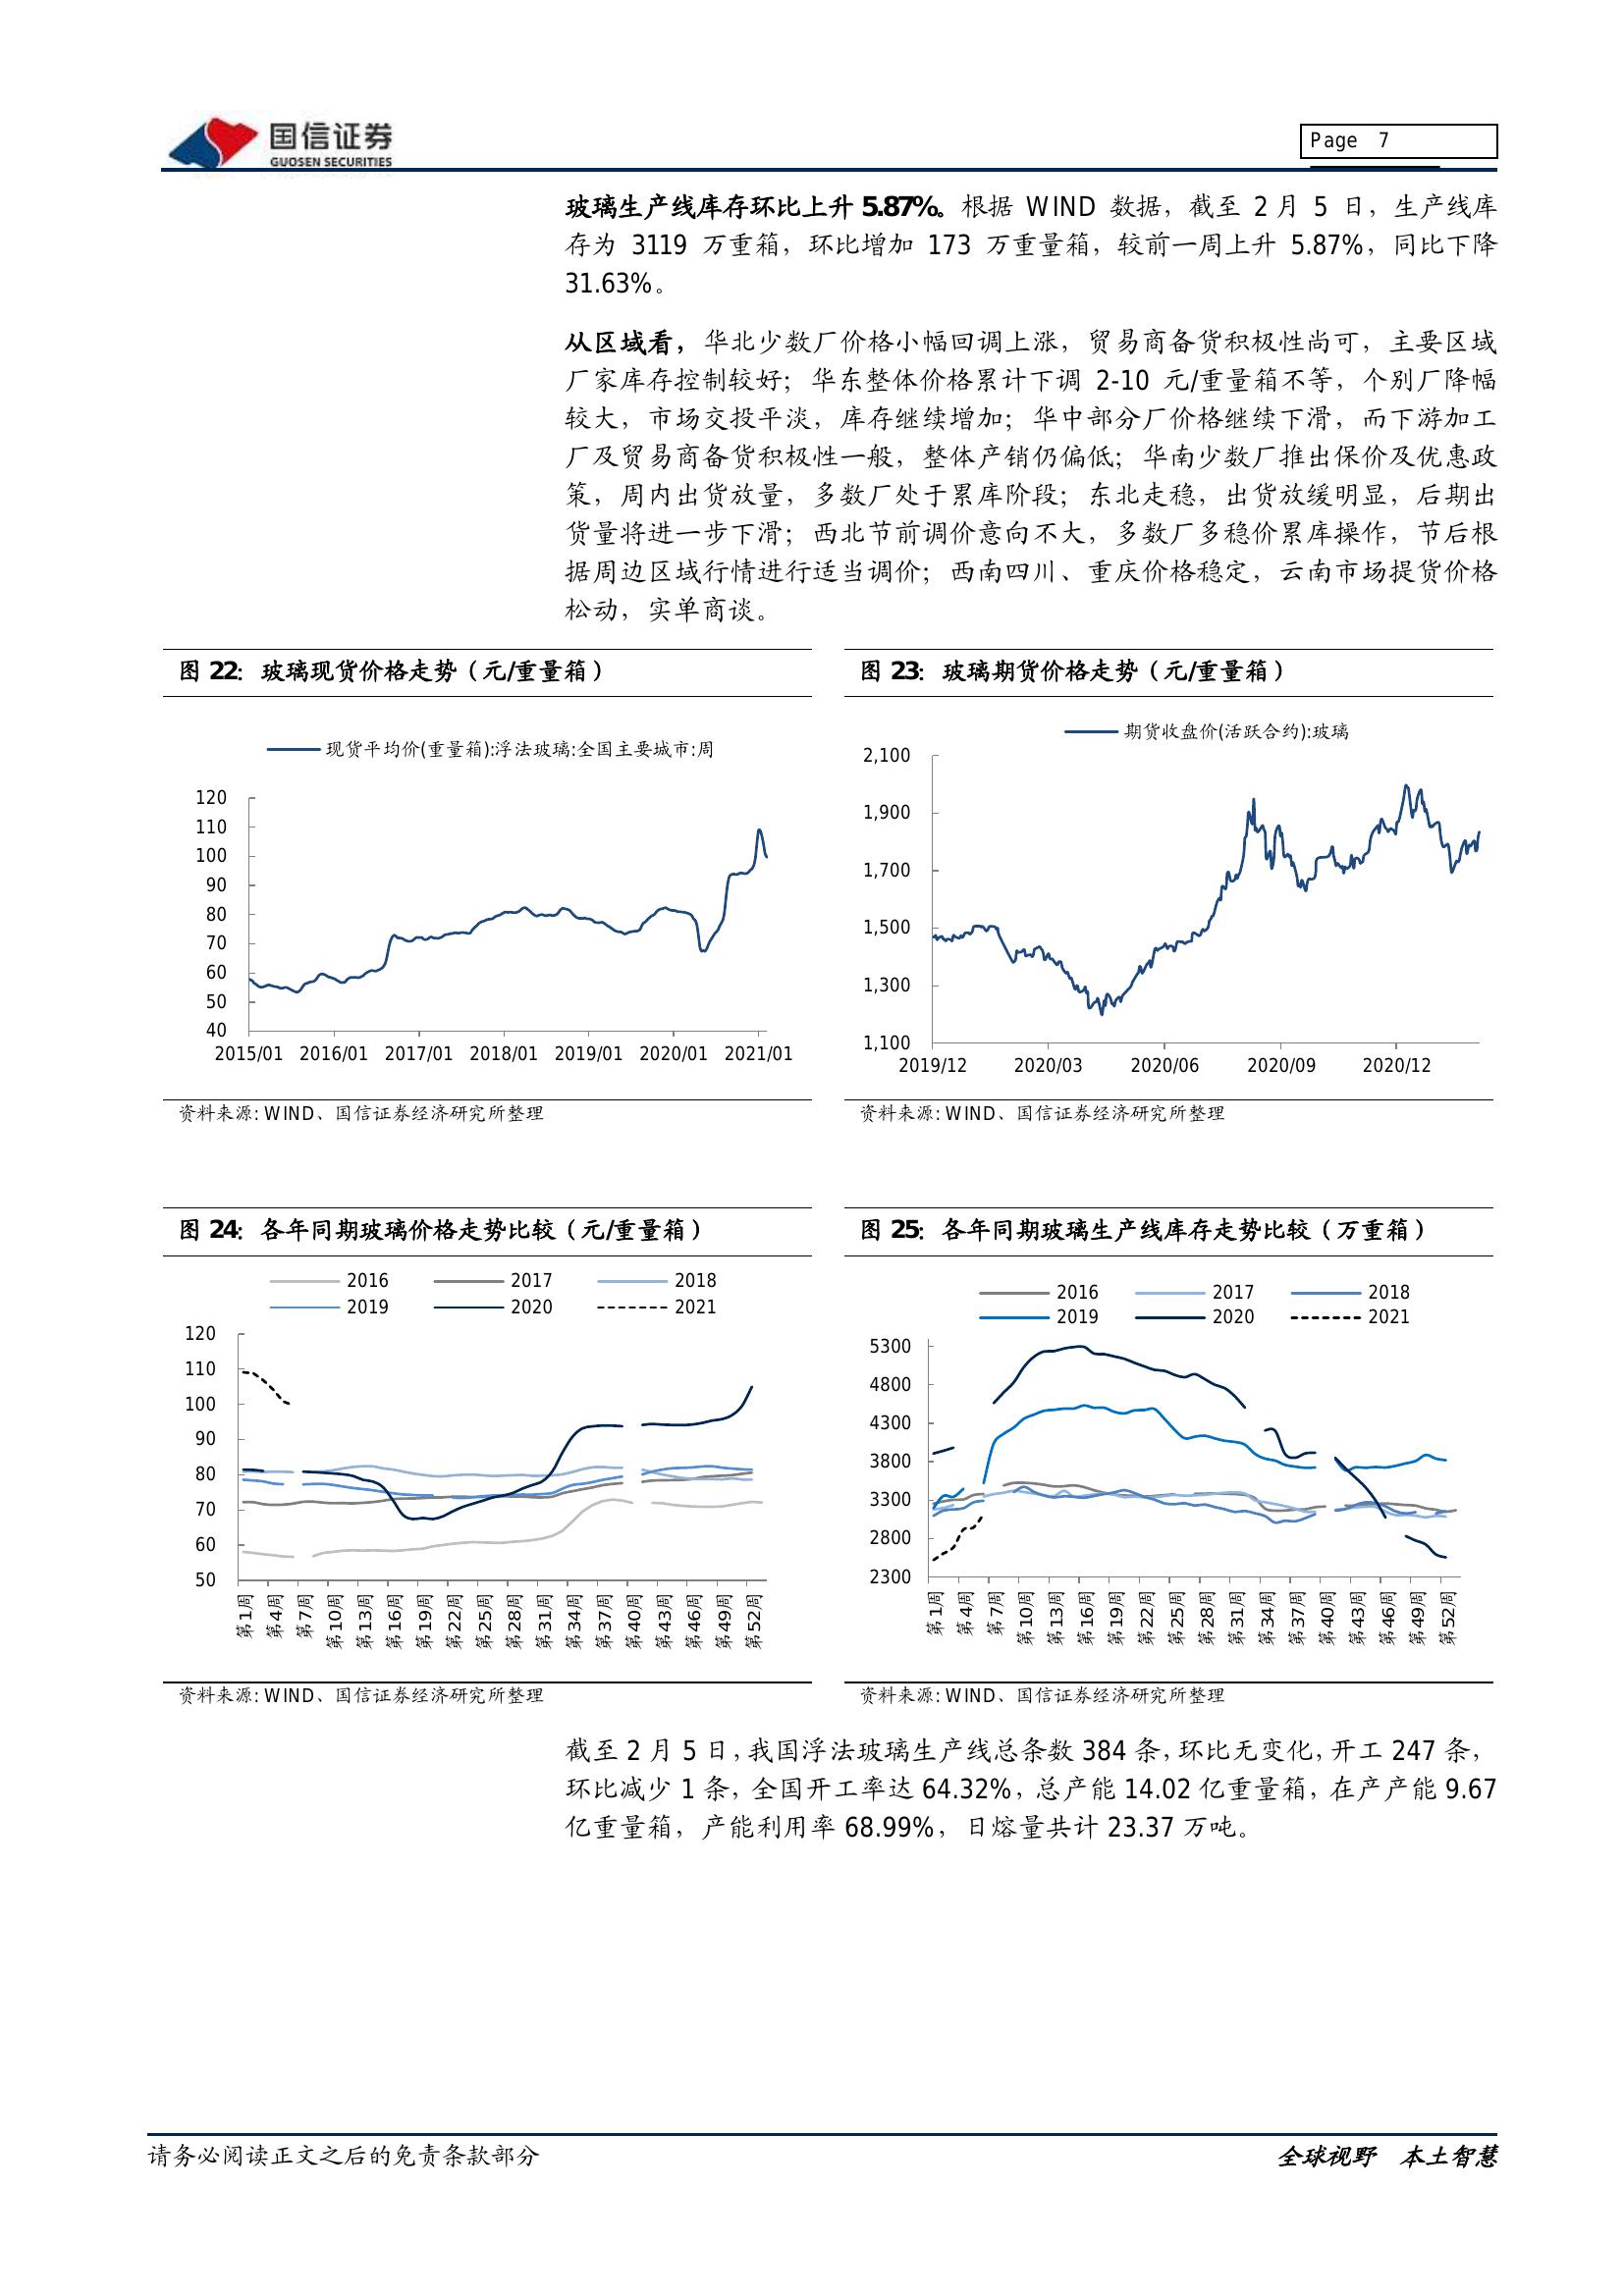 国信证券
GUOSEN SECURITIES
Page 7
玻璃生产线库存环比上升 5.87%。根据 WIND 数据，截至 2 月 5 日，生产线库
存为 3119 万重箱，环比增加 173 万重量箱，较前一周上升 5.87%，同比下降
31.63%。
从区域看，华北少数厂价格小幅回调上涨，贸易商备货积极性尚可，主要区域
厂家库存控制较好；华东整体价格累计下调 2-10 元/重量箱不等，个别厂降幅
较大，市场交投平淡，库存继续增加；华中部分厂价格继续下滑，而下游加工
厂及贸易商备货积极性一般，整体产销仍偏低；华南少数厂推出保价及优惠政
策，周内出货放量，多数厂处于累库阶段；东北走稳，出货放缓明显，后期出
货量将进一步下滑；西北节前调价意向不大，多数厂多稳价累库操作，节后根
据周边区域行情进行适当调价；西南四川、重庆价格稳定，云南市场提货价格
松动，实单商谈。
图 22：玻璃现货价格走势（元/重量箱）
现货平均价(重量箱):浮法玻璃:全国主要城市:周
120
110
100
90
80
70
60
50
40
2015/01 2016/01 2017/01 2018/01 2019/01 2020/01 2021/01
资料来源: WIND、国信证券经济研究所整理
图 23：玻璃期货价格走势（元/重量箱）
期货收盘价(活跃合约):玻璃
2,100
1,900
1,700
1,500
1,300
1,100
2019/12 2020/03 2020/06 2020/09 2020/12
资料来源: WIND、国信证券经济研究所整理
图 24：各年同期玻璃价格走势比较（元/重量箱）
2016 2017 2018
2019 2020 2021
120
110
100
90
80
70
60
50
第1周 第4周 第7周 第10周 第13周 第16周 第19周 第22周 第25周 第28周 第31周 第34周 第37周 第40周 第43周 第46周 第49周 第52周
资料来源: WIND、国信证券经济研究所整理
图 25：各年同期玻璃生产线库存走势比较（万重箱）
2016 2017 2018
2019 2020 2021
5300
4800
4300
3800
3300
2800
2300
第1周 第4周 第7周 第10周 第13周 第16周 第19周 第22周 第25周 第28周 第31周 第34周 第37周 第40周 第43周 第46周 第49周 第52周
资料来源: WIND、国信证券经济研究所整理
截至 2 月 5 日，我国浮法玻璃生产线总条数 384 条，环比无变化，开工 247 条，
环比减少 1 条，全国开工率达 64.32%，总产能 14.02 亿重量箱，在产产能 9.67
亿重量箱，产能利用率 68.99%，日熔量共计 23.37 万吨。
请务必阅读正文之后的免责条款部分
全球视野 本土智慧